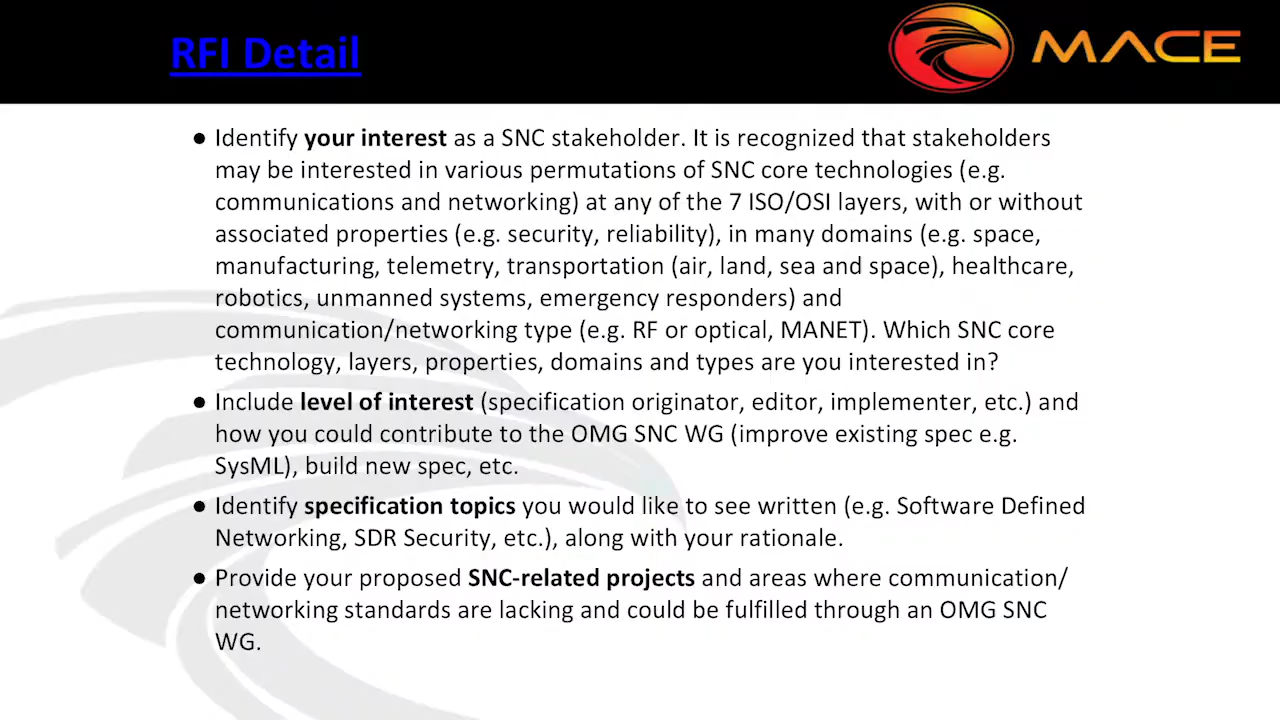 RFI Detail
MACE
● Identify your interest as a SNC stakeholder. It is recognized that stakeholders
may be interested in various permutations of SNC core technologies (e.g.
communications and networking) at any of the 7 ISO/OSI layers, with or without
associated properties (e.g. security, reliability), in many domains (e.g. space,
manufacturing, telemetry, transportation (air, land, sea and space), healthcare,
robotics, unmanned systems, emergency responders) and
communication/networking type (e.g. RF or optical, MANET). Which SNC core
technology, layers, properties, domains and types are you interested in?
● Include level of interest (specification originator, editor, implementer, etc.) and
how you could contribute to the OMG SNC WG (improve existing spec e.g.
SysML), build new spec, etc.
● Identify specification topics you would like to see written (e.g. Software Defined
Networking, SDR Security, etc.), along with your rationale.
● Provide your proposed SNC-related projects and areas where communication/
networking standards are lacking and could be fulfilled through an OMG SNC
WG.